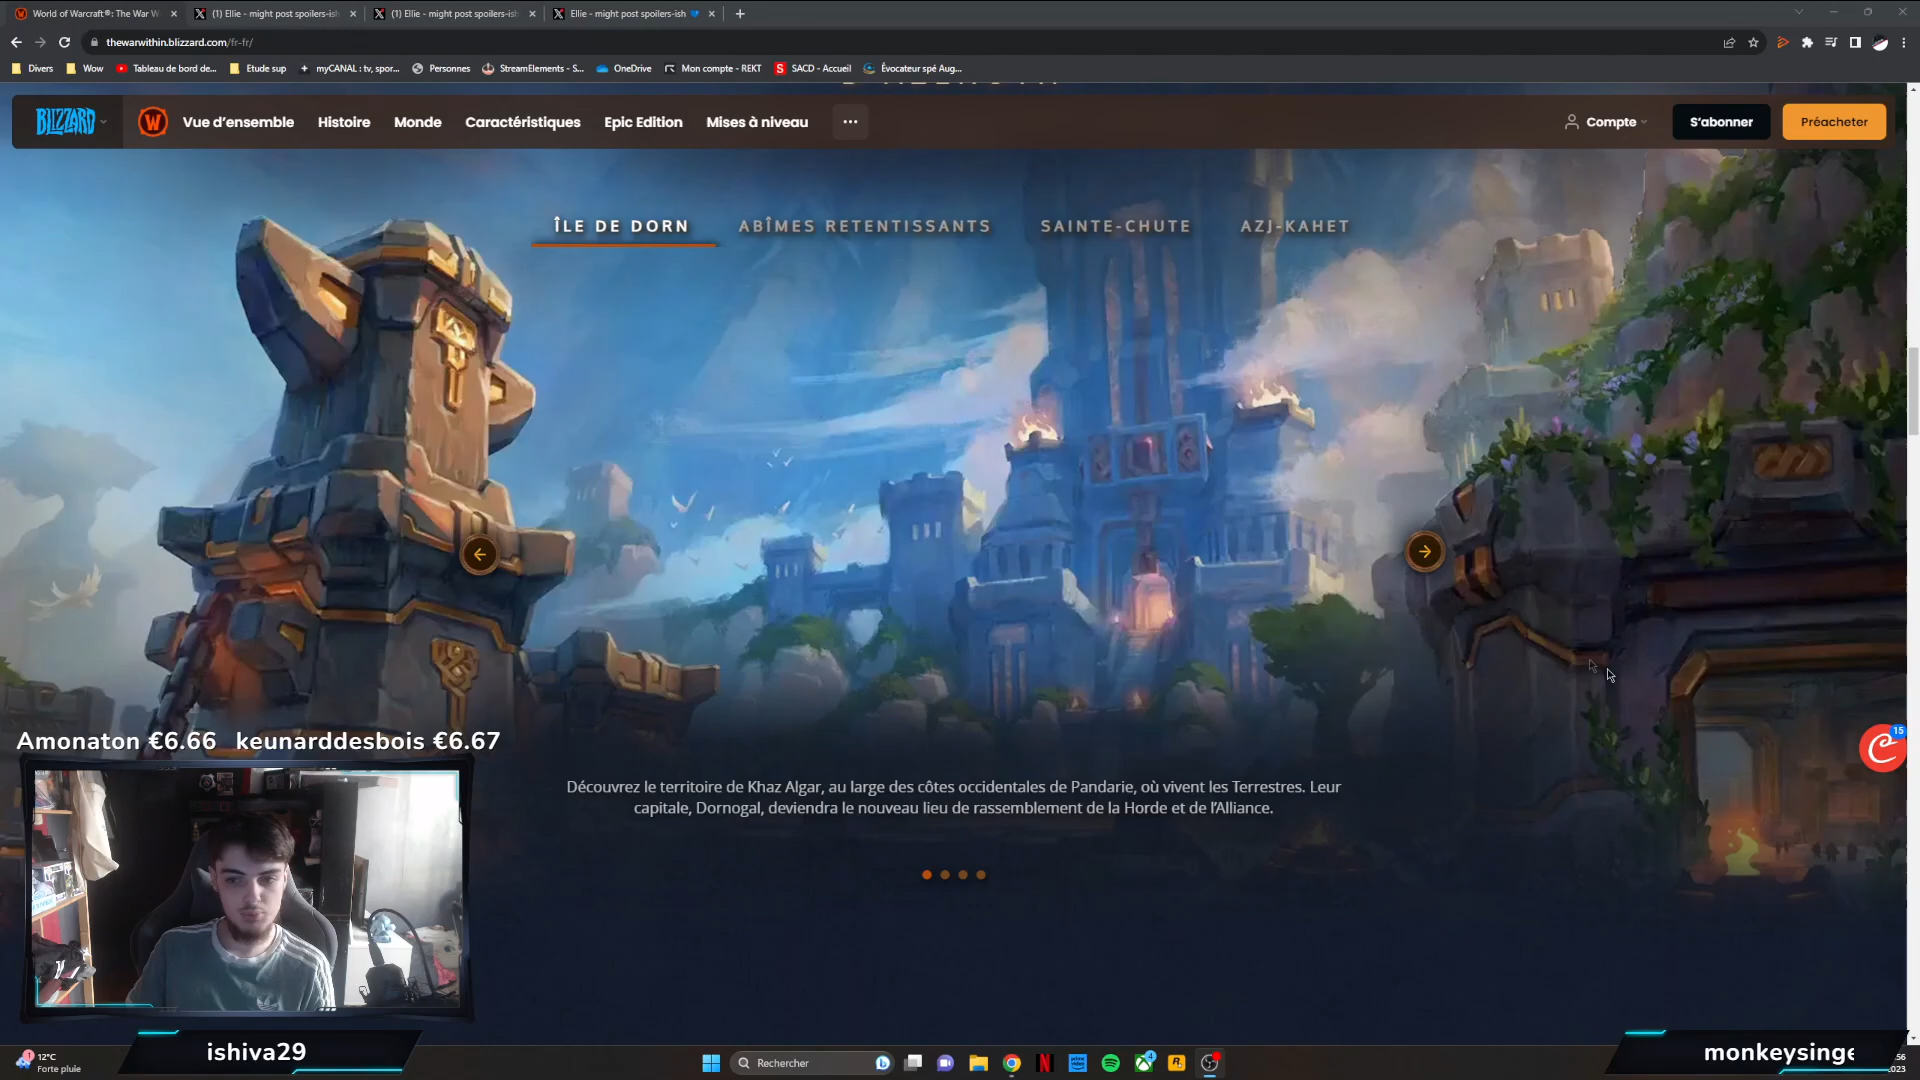 World of Warcraft®: The War W
(1) Ellie - might post spoilers-ish
(1) Ellie - might post spoilers-ish
Ellie - might post spoilers-ish
thewarwithin.blizzard.com/fr-fr/
Divers
Wow
Tableau de bord de...
Etude sup
myCANAL : tv, spor...
Personnes
StreamElements - S...
OneDrive
Mon compte - REKT
SACD - Accueil
Évocateur spé Aug...
BLIZZARD
Vue d'ensemble
Histoire
Monde
Caractéristiques
Epic Edition
Mises à niveau
...
Compte
S'abonner
Préacheter
ÎLE DE DORN
ABÎMES RETENTISSANTS
SAINTE-CHUTE
AZJ-KAHET
15
Amonaton €6.66 keunarddesbois €6.67
Découvrez le territoire de Khaz Algar, au large des côtes occidentales de Pandarie, où vivent les Terrestres. Leur
capitale, Dornogal, deviendra le nouveau lieu de rassemblement de la Horde et de l'Alliance.
ishiva29
monkeysinge
1
12°C
Forte pluie
Rechercher
4